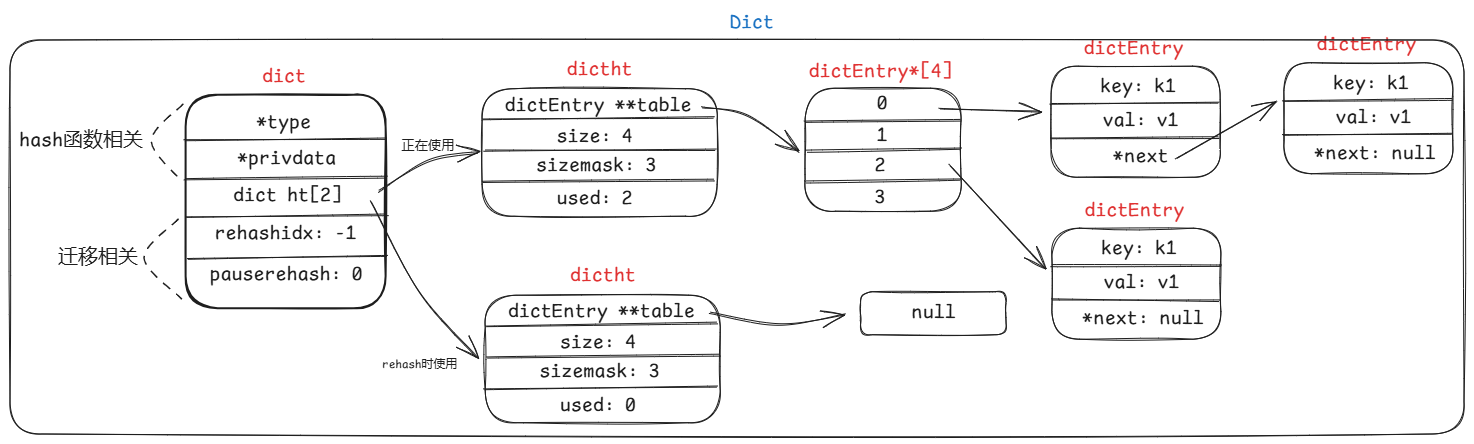 Dict
dict
hash函数相关
*type
*privdata
dict ht[2]
迁移相关
rehashidx: -1
pauserehash: 0
正在使用
rehash时使用
dictht
dictEntry **table
size: 4
sizemask: 3
used: 2
dictht
dictEntry **table
size: 4
sizemask: 3
used: 0
dictEntry*[4]
0
1
2
3
null
dictEntry
key: k1
val: v1
*next
dictEntry
key: k1
val: v1
*next: null
dictEntry
key: k1
val: v1
*next: null